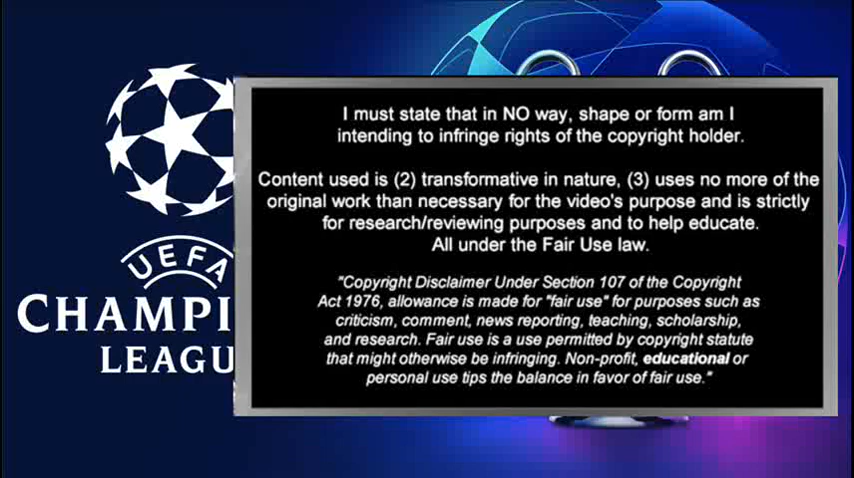 UEFA
CHAMPI
LEAGU
I must state that in NO way, shape or form am I
intending to infringe rights of the copyright holder.
Content used is (2) transformative in nature, (3) uses no more of the
original work than necessary for the video's purpose and is strictly
for research/reviewing purposes and to help educate.
All under the Fair Use law.
"Copyright Disclaimer Under Section 107 of the Copyright
Act 1976, allowance is made for "fair use" for purposes such as
criticism, comment, news reporting, teaching, scholarship,
and research. Fair use is a use permitted by copyright statute
that might otherwise be infringing. Non-profit, educational or
personal use tips the balance in favor of fair use."